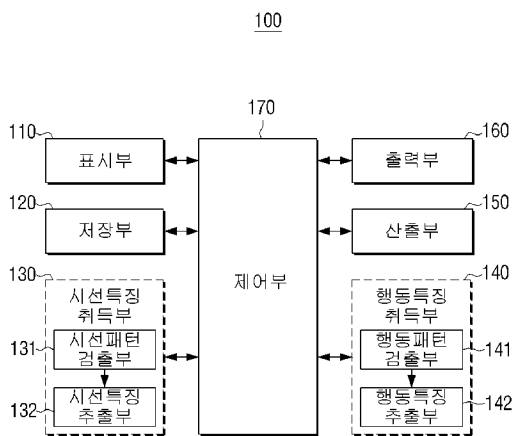 100
170
110
표시부
160
출력부
120
저장부
150
산출부
제어부
130
시선특징
취득부
131
시선패턴
검출부
132
시선특징
추출부
140
행동특징
취득부
행동패턴
검출부
141
행동특징
추출부
142